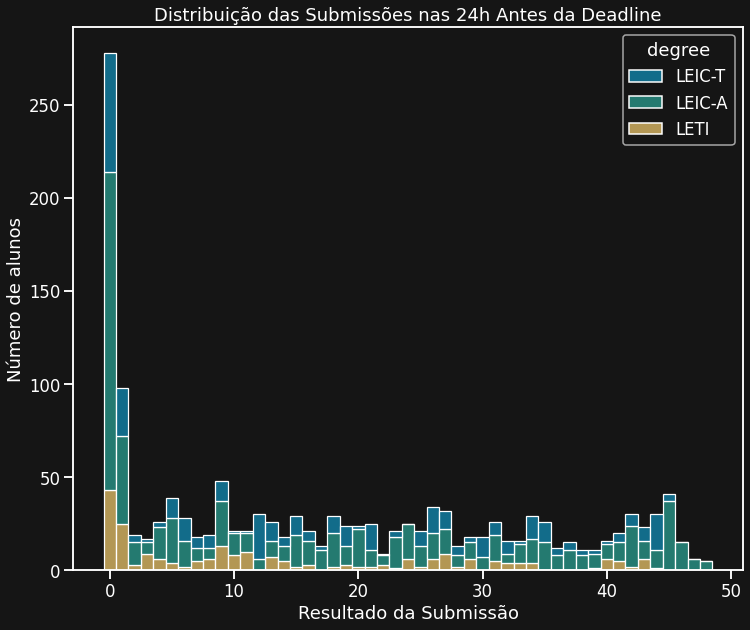 Distribuição das Submissões nas 24h Antes da Deadline
degree
LEIC-T
LEIC-A
LETI
Número de alunos
250
200
150
100
50
0
0 10 20 30 40 50
Resultado da Submissão